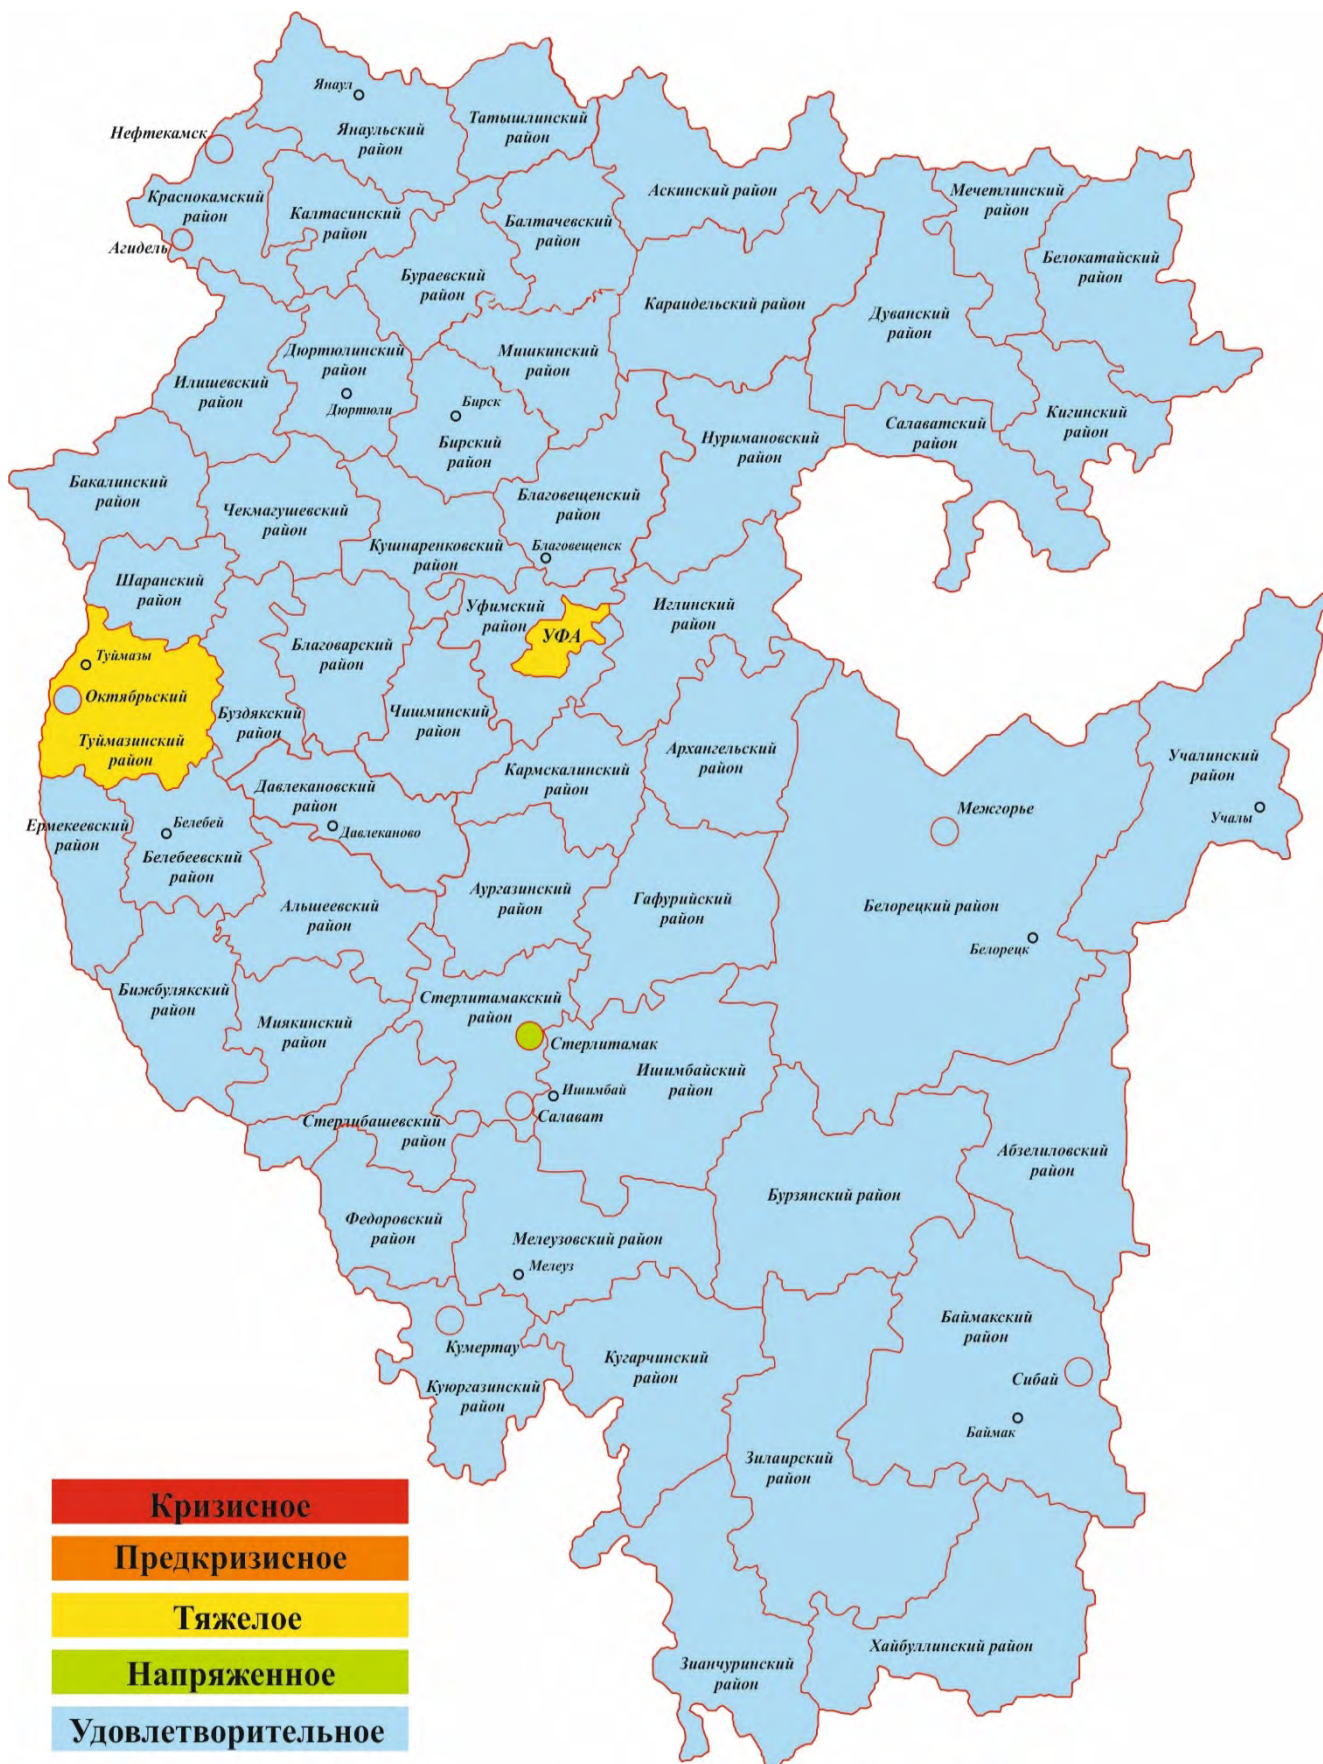 Янаул
Янаульский
район
Татышлинский
район
Нефтекамск
Краснокамский
район
Агидель
Калтасинский
район
Балтачевский
район
Аскинский район
Мечетлинский
район
Белокатайский
район
Бураевский
район
Караидельский район
Дуванский
район
Дюртюлинский
район
Дюртюли
Мишкинский
район
Илишевский
район
Бирск
Бирский
район
Нуримановский
район
Салаватский
район
Кигинский
район
Бакалинский
район
Чекмагушевский
район
Благовещенский
район
Благовещенск
Кушнаренковский
район
Шаранский
район
Уфимский
район
УФА
Иглинский
район
Благоварский
район
Туймазы
Октябрьский
Туймазинский
район
Буздякский
район
Чишминский
район
Архангельский
район
Учалинский
район
Учалы
Давлекановский
район
Давлеканово
Кармскалинский
район
Межгорье
Ермекеевский
район
Белебей
Белебеевский
район
Альшеевский
район
Аургазинский
район
Гафурийский
район
Белорецкий район
Белорецк
Бижбулякский
район
Миякинский
район
Стерлитамакский
район
Стерлитамак
Ишимбайский
район
Ишимбай
Салават
Стерлибашевский
район
Абзелиловский
район
Бурзянский район
Федоровский
район
Мелеузовский район
Мелеуз
Кумертау
Куюргазинский
район
Кугарчинский
район
Баймакский
район
Сибай
Баймак
Зилаирский
район
Хайбуллинский район
Зианчуринский
район
Кризисное
Предкризисное
Тяжелое
Напряженное
Удовлетворительное